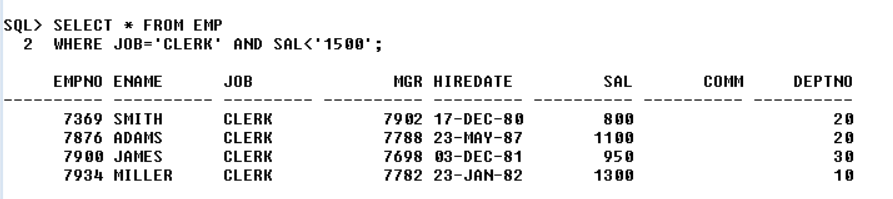 SQL> SELECT * FROM EMP
  2  WHERE JOB='CLERK' AND SAL<'1500';
     EMPNO ENAME      JOB              MGR HIREDATE         SAL       COMM     DEPTNO
---------- ---------- --------- ---------- --------- ---------- ---------- ----------
      7369 SMITH      CLERK           7902 17-DEC-80        800                    20
      7876 ADAMS      CLERK           7788 23-MAY-87       1100                    20
      7900 JAMES      CLERK           7698 03-DEC-81        950                    30
      7934 MILLER     CLERK           7782 23-JAN-82       1300                    10